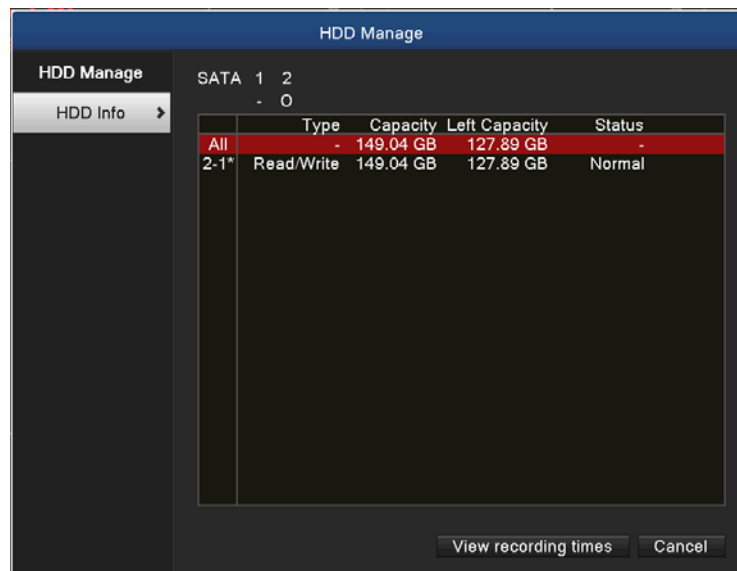 HDD Manage
HDD Manage
HDD Info
SATA 1 2
- O
Type Capacity Left Capacity Status
All - 149.04 GB 127.89 GB -
2-1* Read/Write 149.04 GB 127.89 GB Normal
View recording times Cancel